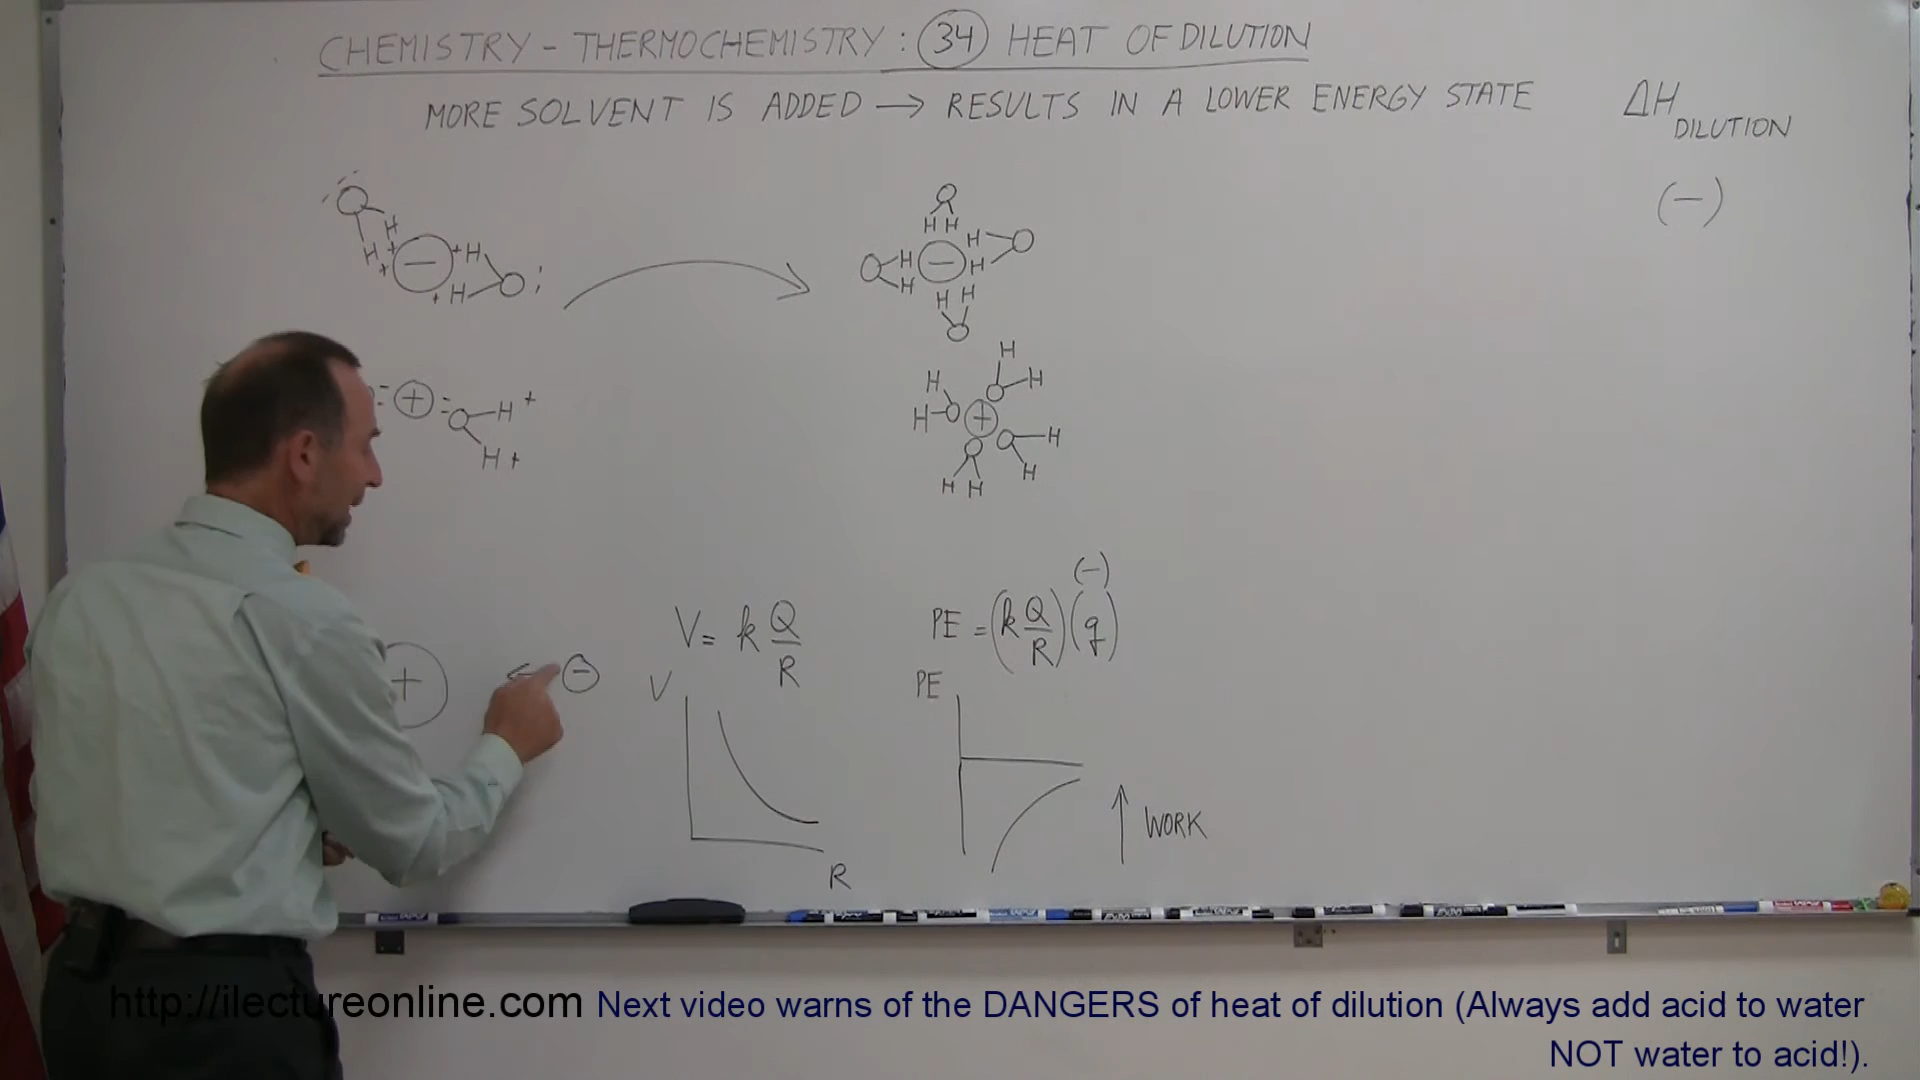 CHEMISTRY - THERMOCHEMISTRY : 34 HEAT OF DILUTION
MORE SOLVENT IS ADDED → RESULTS IN A LOWER ENERGY STATE
ΔH DILUTION
(-)
O H H + + - + H + H O
O H H - H H O
O H H
H H O
+ O H + H +
H H O
H H O + O H H
O H H
+ ← -
V = k Q/R
PE = (k Q/R)(q) (-)
V
R
PE
↑ WORK
http://ilectureonline.com Next video warns of the DANGERS of heat of dilution (Always add acid to water
NOT water to acid!).